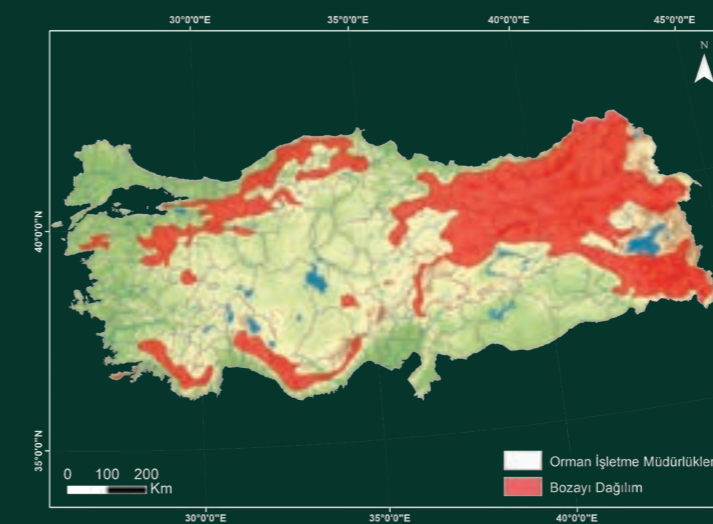 30°0'0"E 35°0'0"E 40°0'0"E 45°0'0"E
N
40°0'0"N
35°0'0"N
0 100 200
Km
Orman İşletme Müdürlükler
Bozayı Dağılım
30°0'0"E 35°0'0"E 40°0'0"E